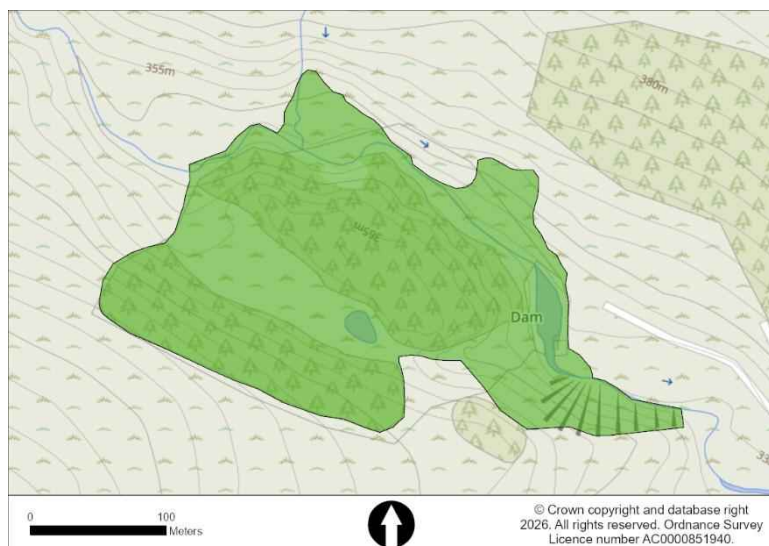 355m
380m
365m
Dam
0 100
Meters
© Crown copyright and database right
2026. All rights reserved. Ordnance Survey
Licence number AC0000851940.